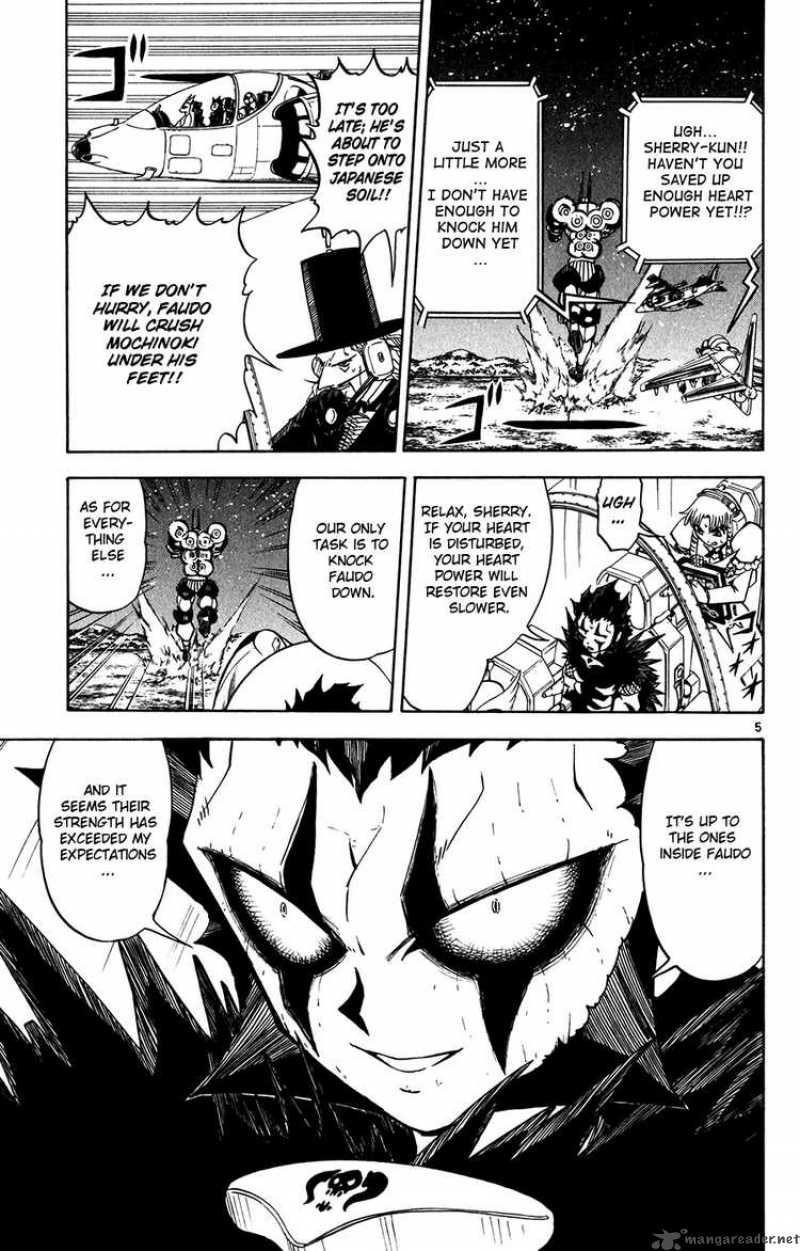 UGH...
SHERRY-KUN!!
HAVEN'T YOU
SAVED UP
ENOUGH HEART
POWER YET!!?
JUST A
LITTLE MORE
...
I DON'T HAVE
ENOUGH TO
KNOCK HIM
DOWN YET
...
ゴ
IT'S TOO
LATE; HE'S
ABOUT TO
STEP ONTO
JAPANESE
SOIL!!
ゴ
IF WE DON'T
HURRY, FAUDO
WILL CRUSH
MOCHINOKI
UNDER HIS
FEET!!
UGH
...
RELAX, SHERRY.
IF YOUR HEART
IS DISTURBED,
YOUR HEART
POWER WILL
RESTORE EVEN
SLOWER.
OUR ONLY
TASK IS TO
KNOCK
FAUDO
DOWN.
AS FOR
EVERY-
THING
ELSE
...
5
IT'S UP TO
THE ONES
INSIDE FAUDO
...
AND IT
SEEMS THEIR
STRENGTH HAS
EXCEEDED MY
EXPECTATIONS
...
mangareader.net